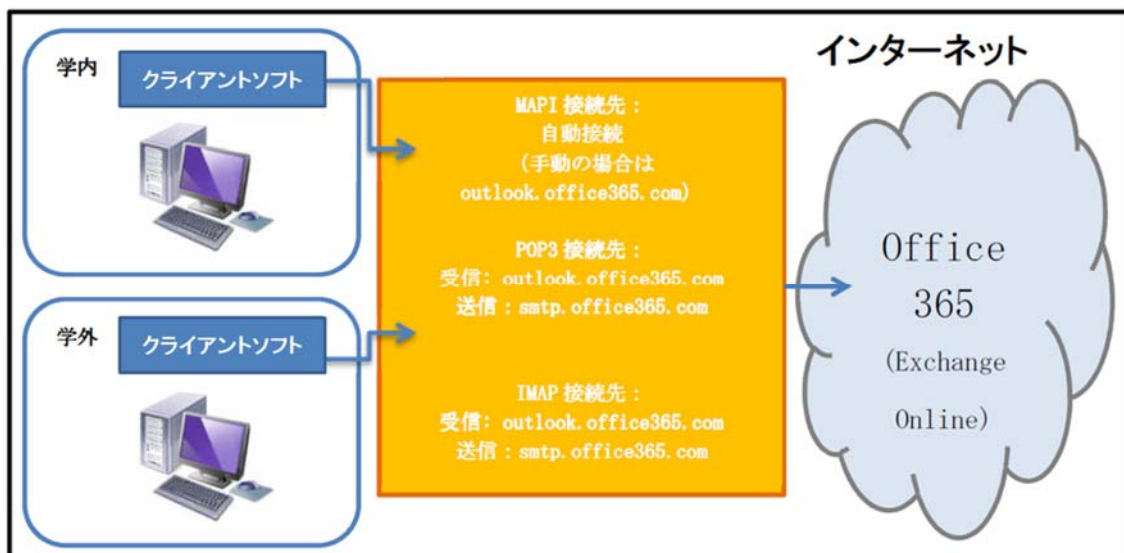 学内
クライアントソフト
学外
クライアントソフト
MAPI 接続先：
自動接続
（手動の場合は
outlook.office365.com)
POP3 接続先：
受信: outlook.office365.com
送信：smtp.office365.com
IMAP 接続先：
受信: outlook.office365.com
送信：smtp.office365.com
インターネット
Office
365
(Exchange
Online)